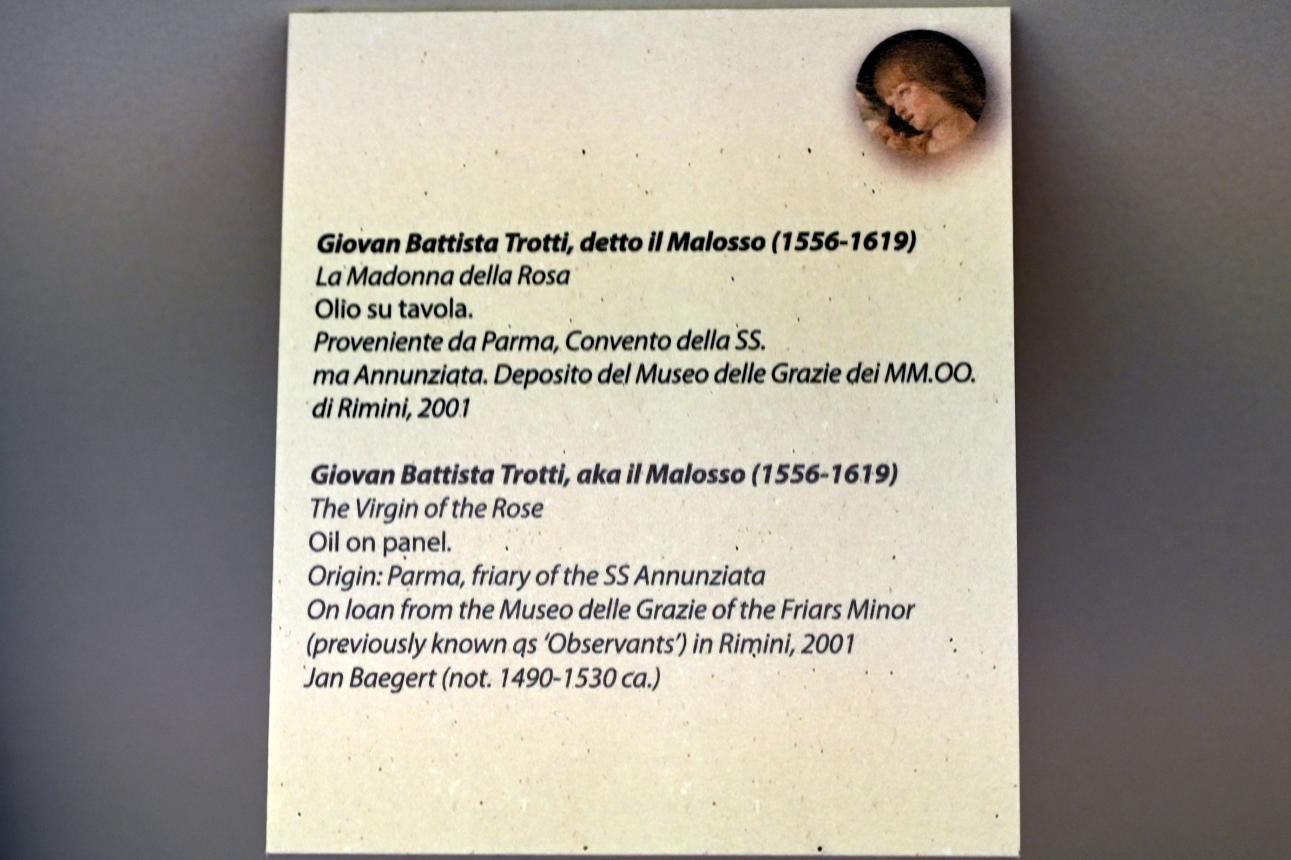 Giovan Battista Trotti, detto il Malosso (1556-1619)
La Madonna della Rosa
Olio su tavola.
Proveniente da Parma, Convento della SS.
ma Annunziata. Deposito del Museo delle Grazie dei MM.OO.
di Rimini, 2001
Giovan Battista Trotti, aka il Malosso (1556-1619)
The Virgin of the Rose
Oil on panel.
Origin: Parma, friary of the SS Annunziata
On loan from the Museo delle Grazie of the Friars Minor
(previously known as ‘Observants’) in Rimini, 2001
Jan Baegert (not. 1490-1530 ca.)